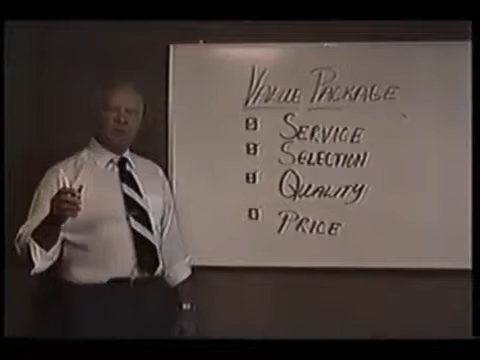 VALUE PACKAGE
SERVICE
SELECTION
QUALITY
PRICE